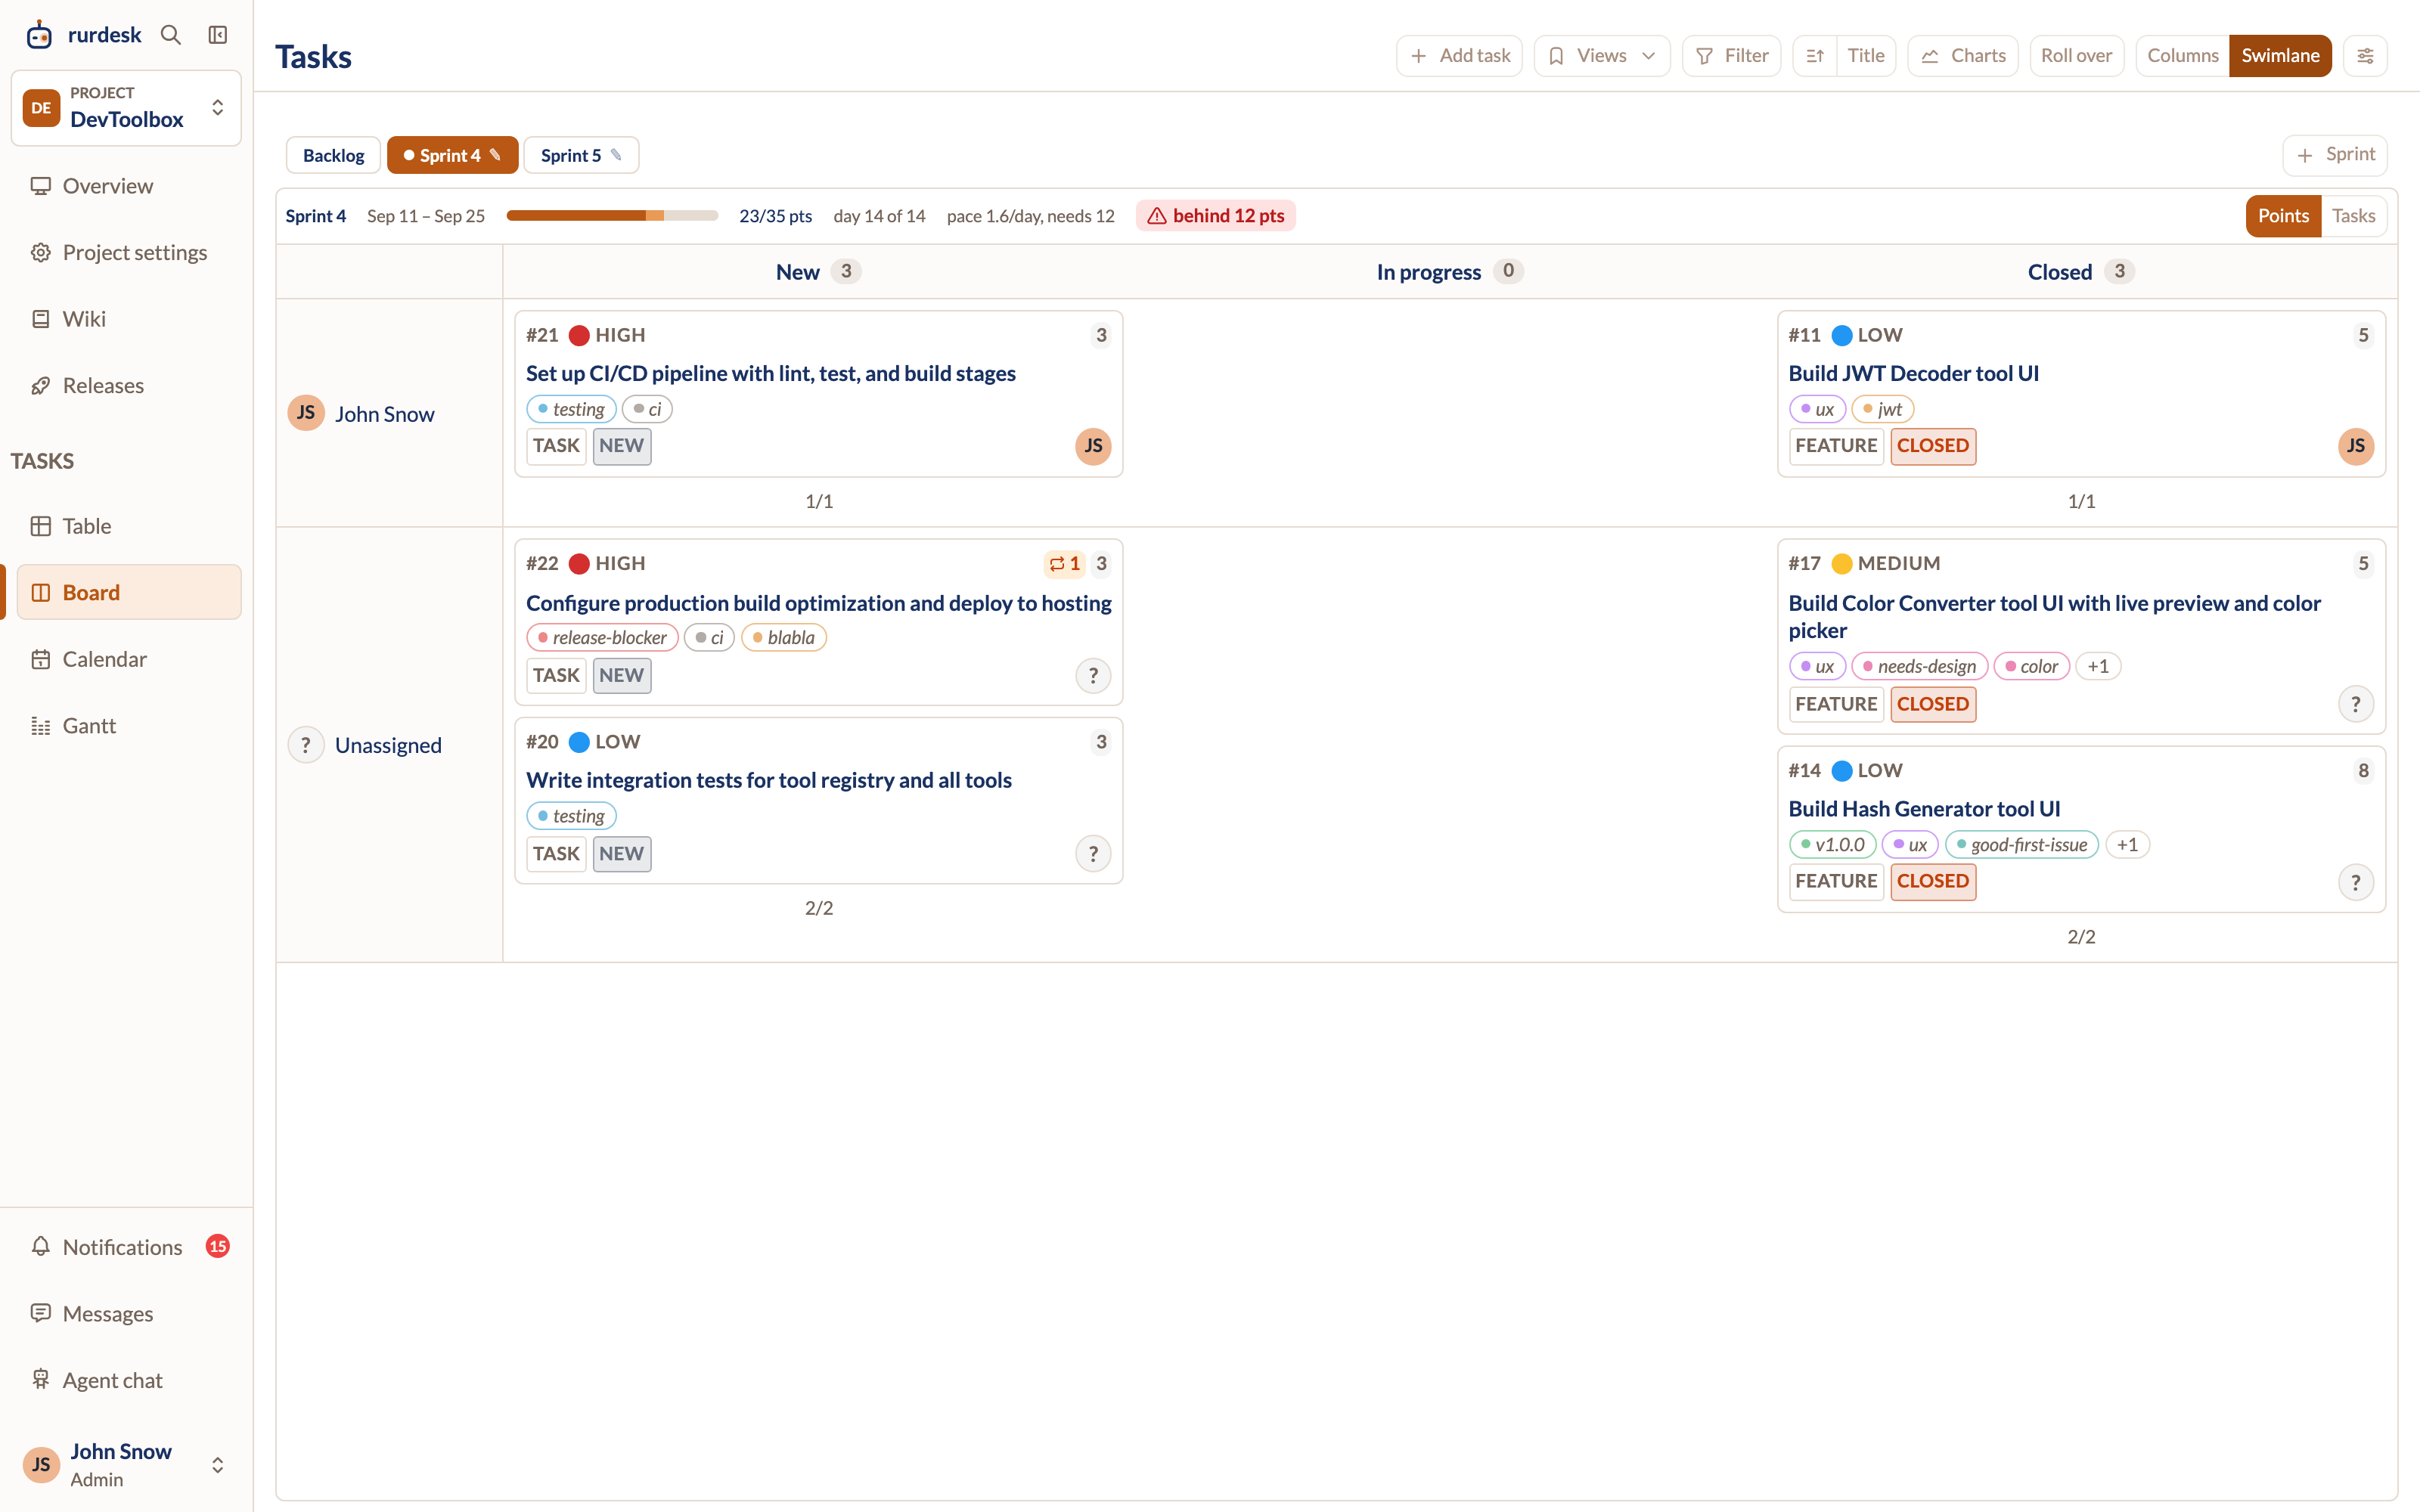 rurdesk
DE
PROJECT
DevToolbox
Overview
Project settings
Wiki
Releases
TASKS
Table
Board
Calendar
Gantt
Notifications 15
Messages
Agent chat
JS
John Snow
Admin
Tasks
+ Add task
Views
Filter
Title
Charts
Roll over
Columns
Swimlane
Backlog
Sprint 4
Sprint 5
+ Sprint
Sprint 4 Sep 11 – Sep 25 23/35 pts day 14 of 14 pace 1.6/day, needs 12 behind 12 pts
Points Tasks
New 3
In progress 0
Closed 3
JS John Snow
#21 HIGH 3
Set up CI/CD pipeline with lint, test, and build stages
testing ci
TASK NEW JS
1/1
#11 LOW 5
Build JWT Decoder tool UI
ux jwt
FEATURE CLOSED JS
1/1
? Unassigned
#22 HIGH 1 3
Configure production build optimization and deploy to hosting
release-blocker ci blabla
TASK NEW ?
#20 LOW 3
Write integration tests for tool registry and all tools
testing
TASK NEW ?
2/2
#17 MEDIUM 5
Build Color Converter tool UI with live preview and color
picker
ux needs-design color +1
FEATURE CLOSED ?
#14 LOW 8
Build Hash Generator tool UI
v1.0.0 ux good-first-issue +1
FEATURE CLOSED ?
2/2